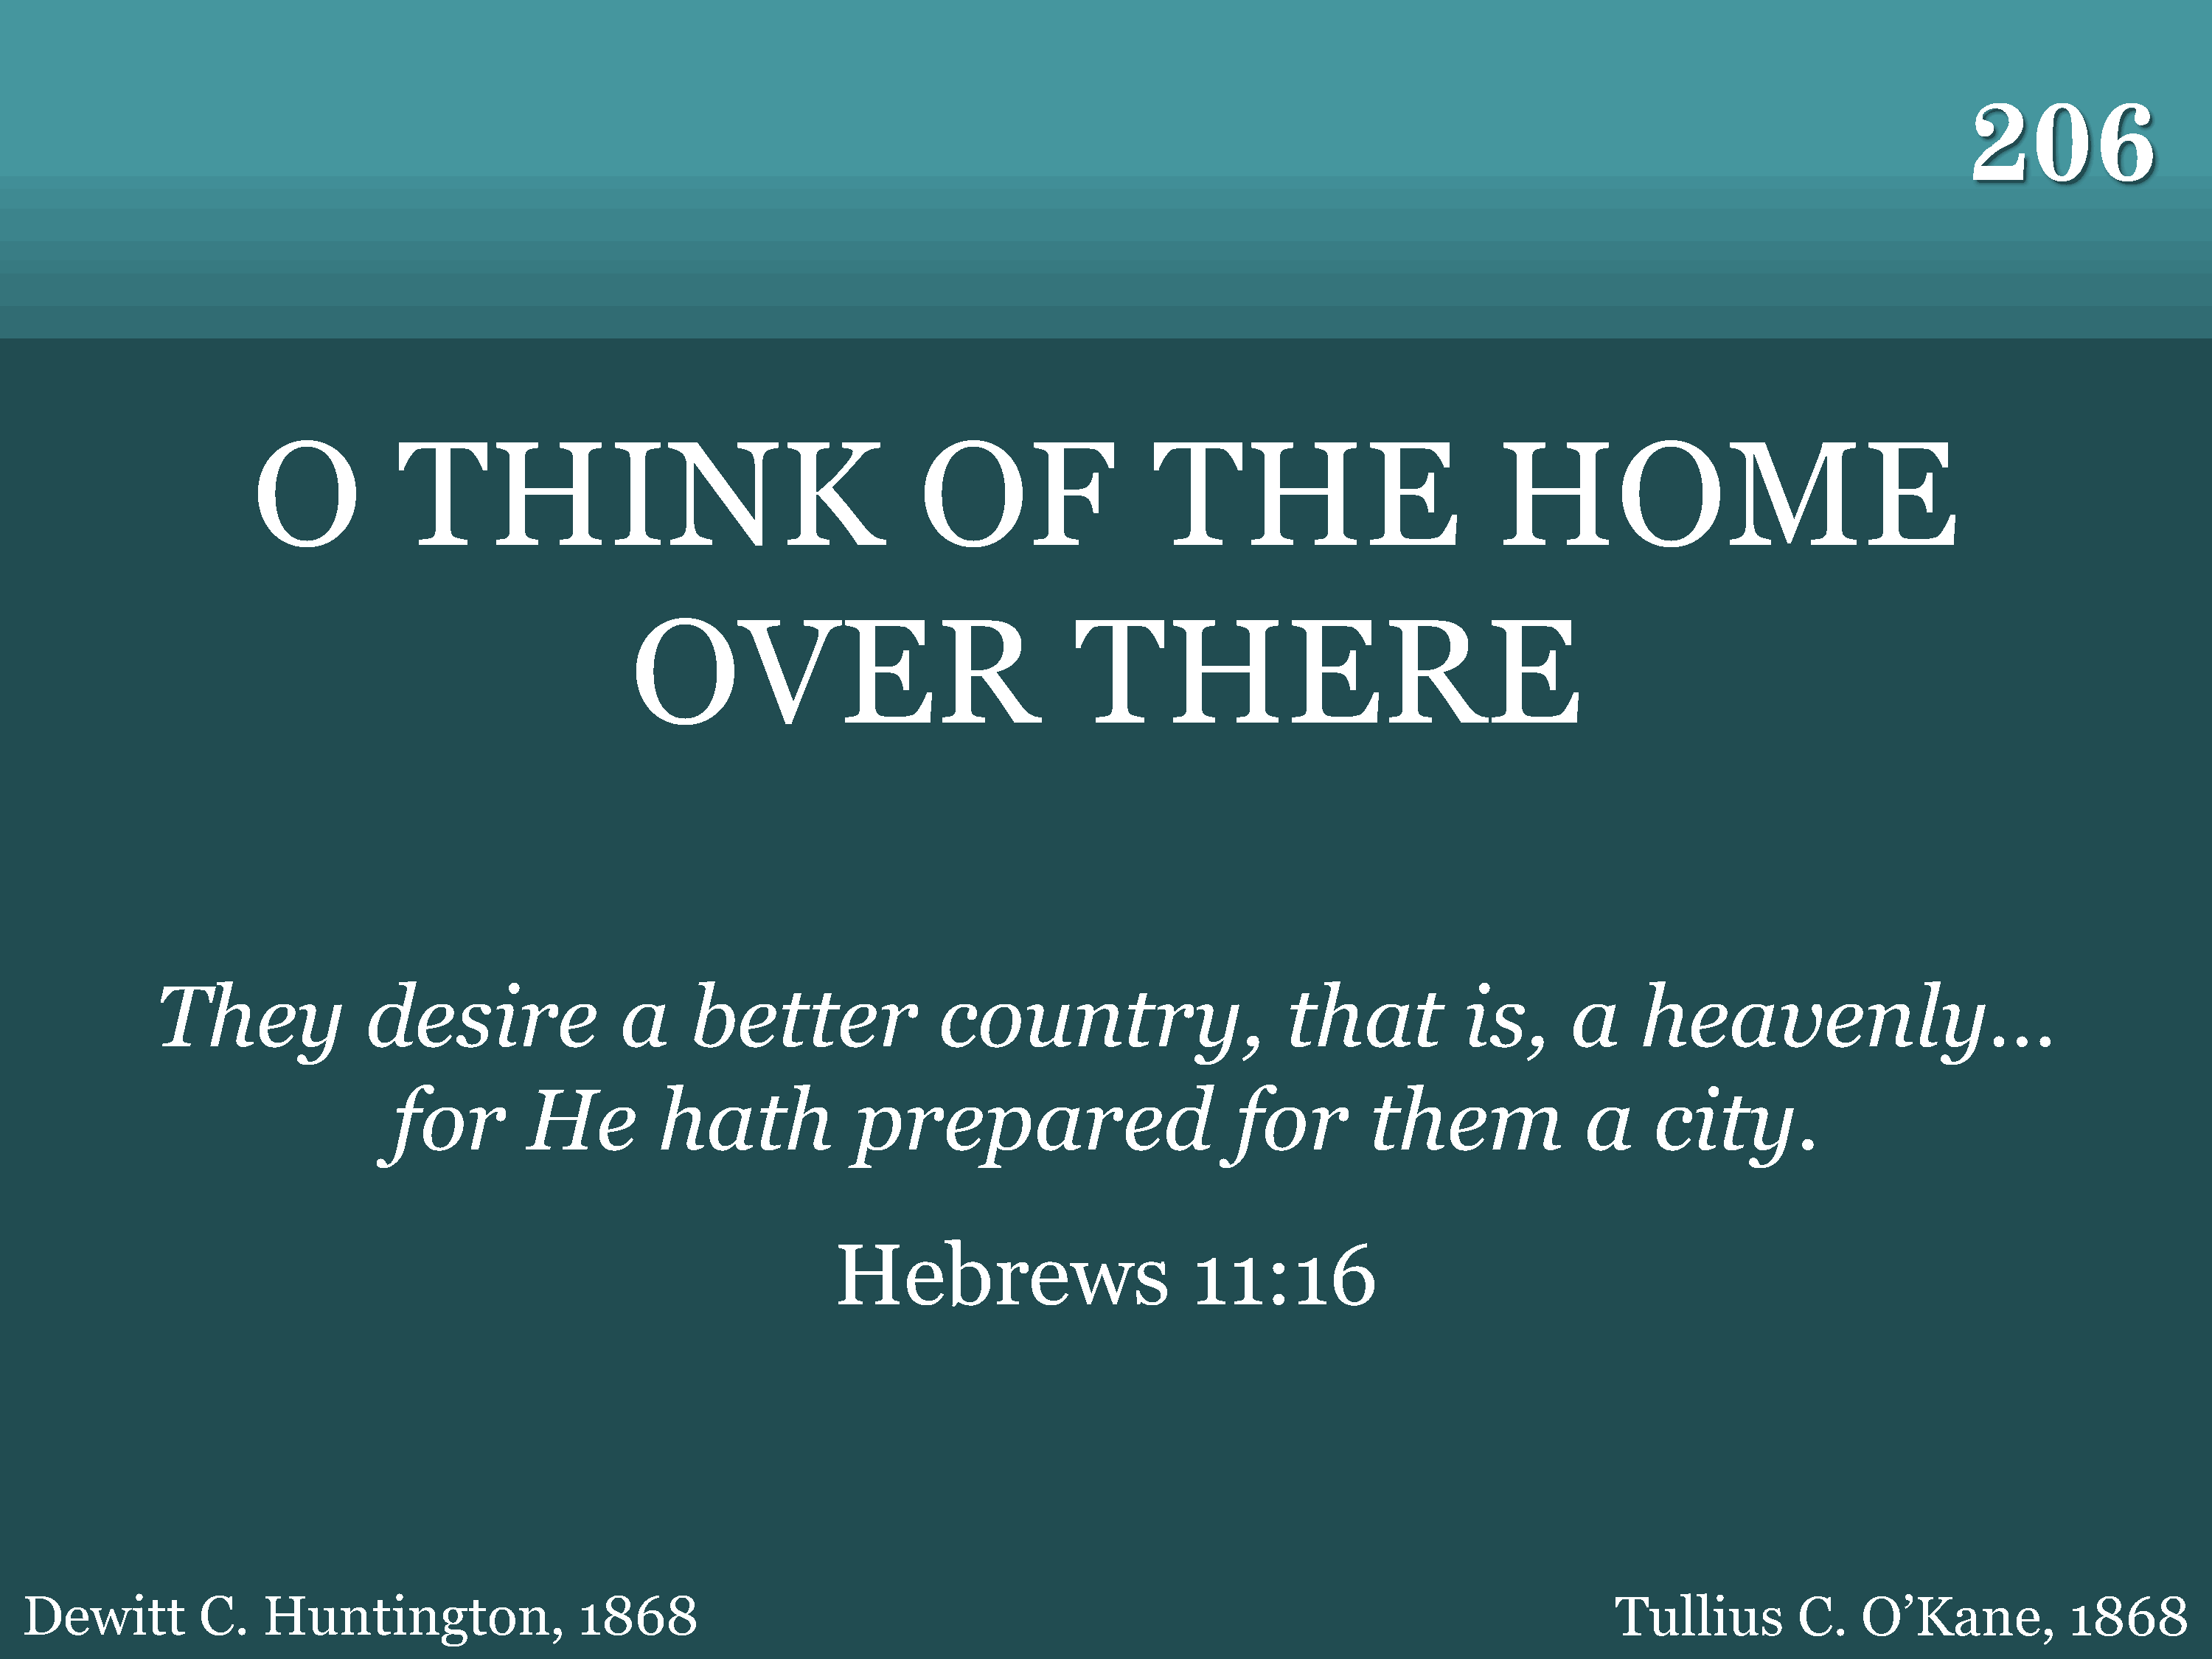 206
O THINK OF THE HOME
OVER THERE
They desire a better country, that is, a heavenly...
for He hath prepared for them a city.
Hebrews 11:16
Dewitt C. Huntington, 1868
Tullius C. O’Kane, 1868